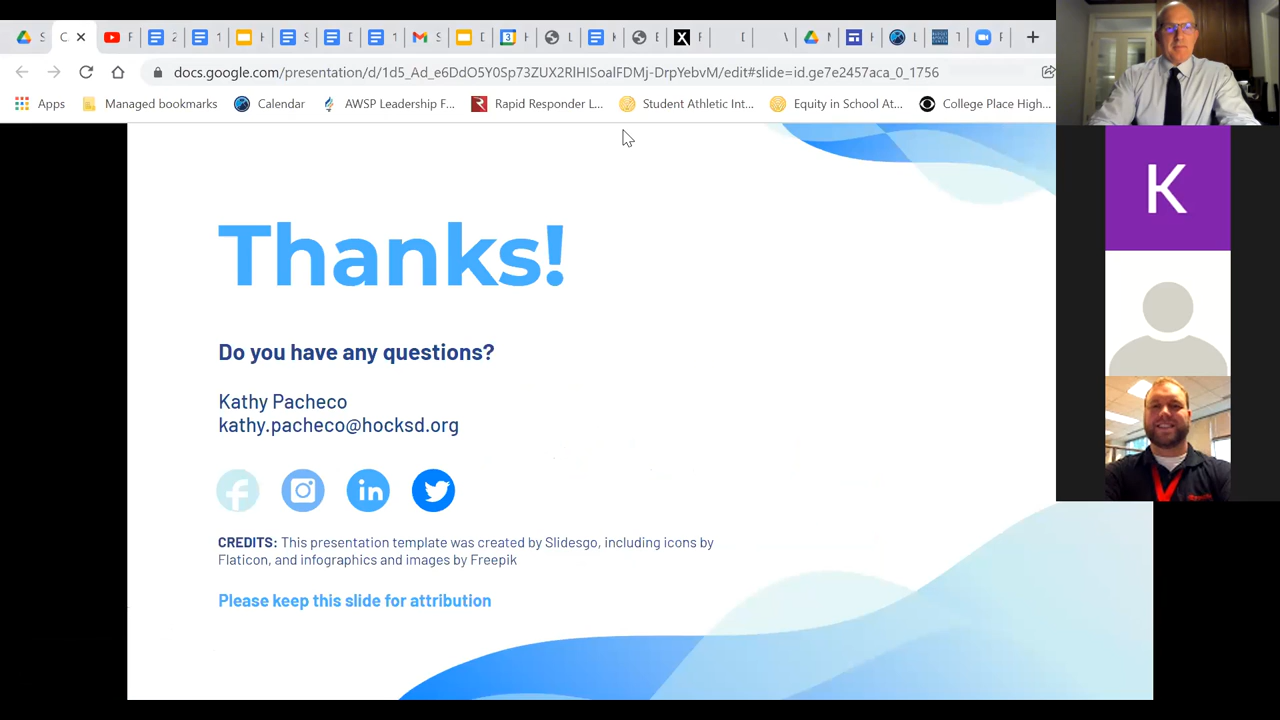 S
C
F
2
1
H
S
D
1
S
D
H
L
H
E
F
D
V
M
H
L
T
F
docs.google.com/presentation/d/1d5_Ad_e6DdO5Y0Sp73ZUX2RlHISoalFDMj-DrpYebvM/edit#slide=id.ge7e2457aca_0_1756
Apps Managed bookmarks Calendar AWSP Leadership F... Rapid Responder L... Student Athletic Int... Equity in School At... College Place High...
Thanks!
Do you have any questions?
Kathy Pacheco
kathy.pacheco@hocksd.org
CREDITS: This presentation template was created by Slidesgo, including icons by
Flaticon, and infographics and images by Freepik
Please keep this slide for attribution
K